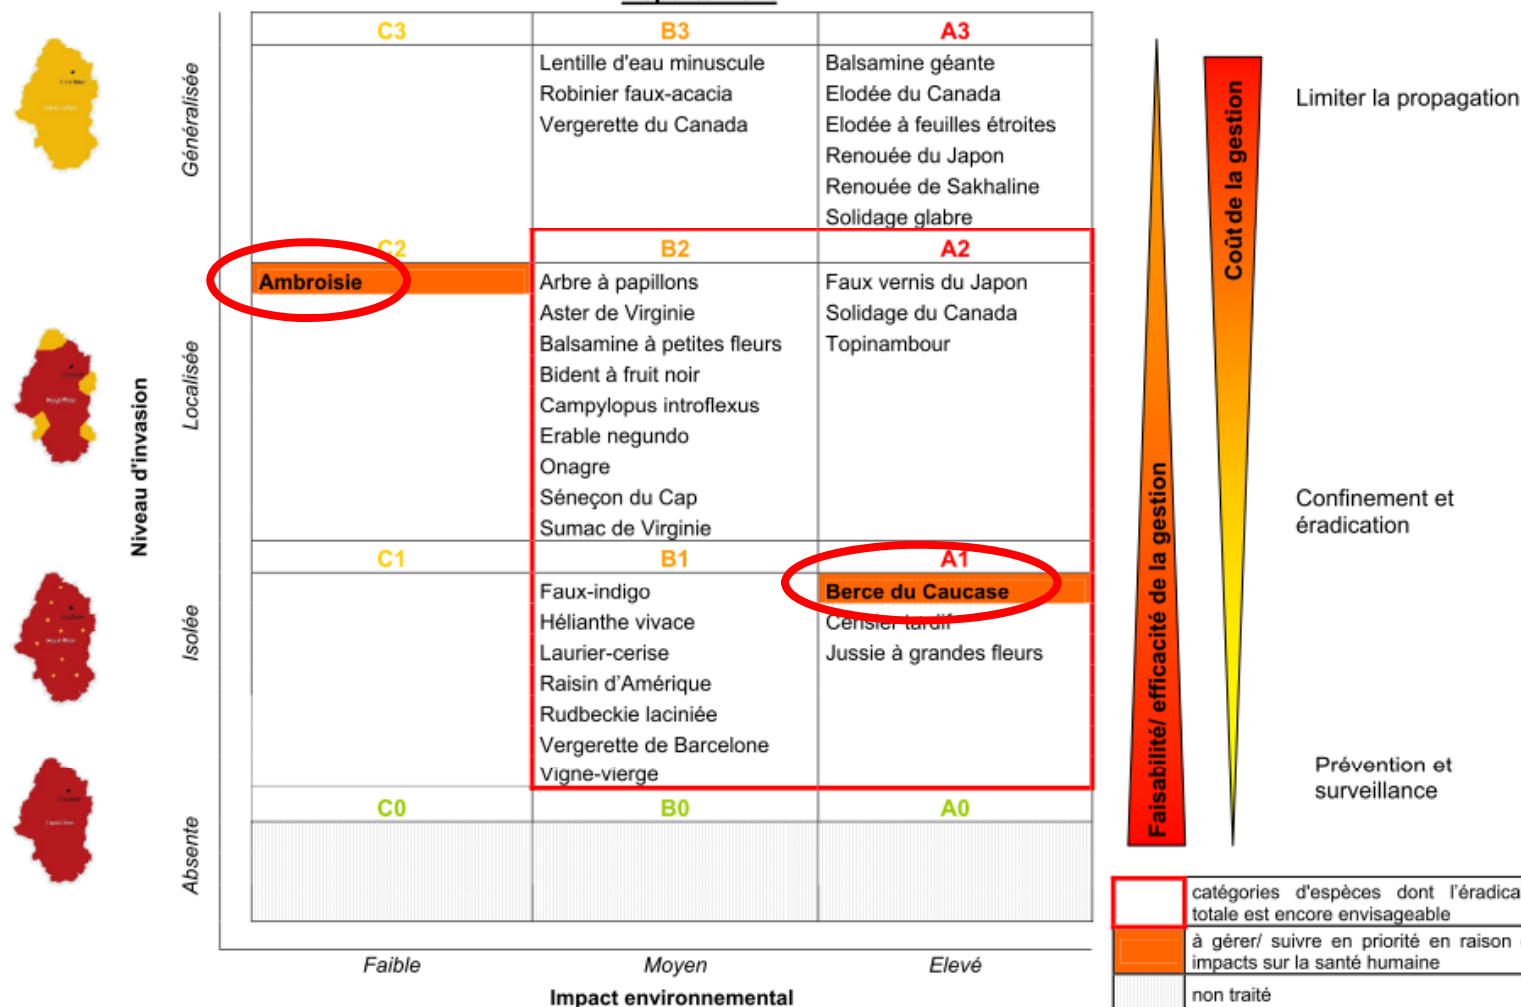 C3 B3 A3
Lentille d'eau minuscule
Robinier faux-acacia
Vergerette du Canada
Balsamine géante
Elodée du Canada
Elodée à feuilles étroites
Renouée du Japon
Renouée de Sakhaline
Solidage glabre
C2 B2 A2
Ambroisie
Arbre à papillons
Aster de Virginie
Balsamine à petites fleurs
Bident à fruit noir
Campylopus introflexus
Erable negundo
Onagre
Séneçon du Cap
Sumac de Virginie
Faux vernis du Japon
Solidage du Canada
Topinambour
C1 B1 A1
Faux-indigo
Hélianthe vivace
Laurier-cerise
Raisin d'Amérique
Rudbeckie laciniée
Vergerette de Barcelone
Vigne-vierge
Berce du Caucase
Cerisier tardif
Jussie à grandes fleurs
C0 B0 A0
Niveau d'invasion
Généralisée
Localisée
Isolée
Absente
Faible Moyen Elevé
Impact environnemental
Faisabilité/ efficacité de la gestion
Coût de la gestion
Limiter la propagation
Confinement et
éradication
Prévention et
surveillance
catégories d'espèces dont
totale est encore envisageable
à gérer/ suivre en priorité en raison
impacts sur la santé humaine
non traité